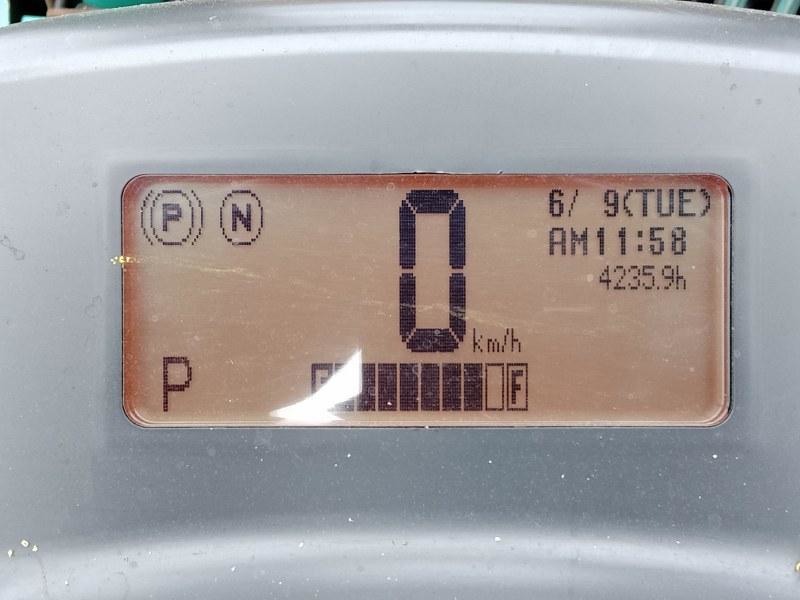 P N
0 km/h
6/ 9(TUE)
AM11:58
4235.9h
P
F